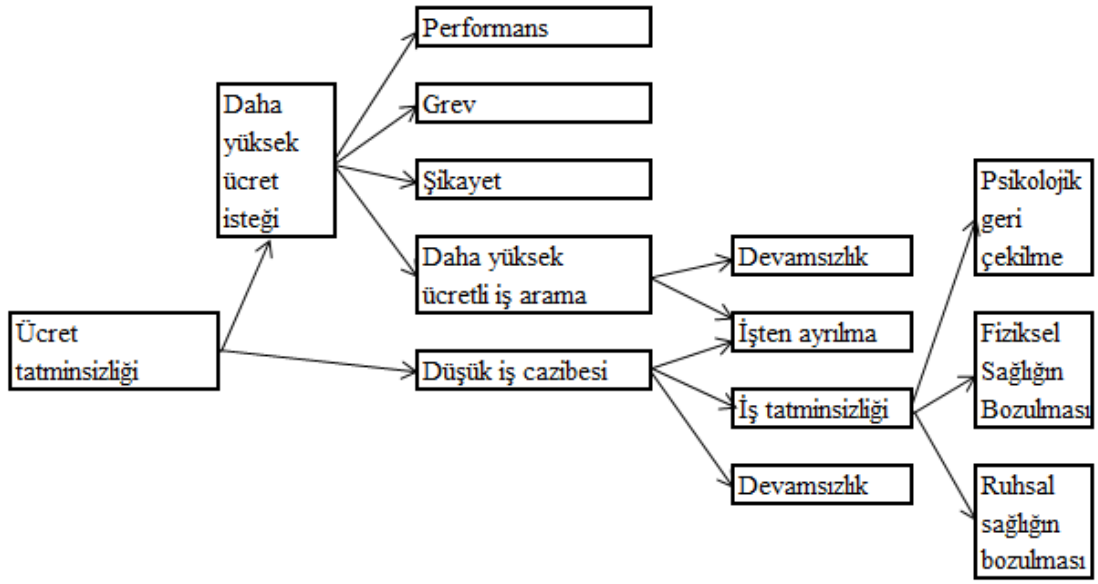 Performans
Daha
yüksek
ücret
isteği
Grev
Şikayet
Daha yüksek
ücretli iş arama
Ücret
tatminsizliği
Düşük iş cazibesi
Devamsızlık
İşten ayrılma
İş tatminsizliği
Devamsızlık
Psikolojik
geri
çekilme
Fiziksel
Sağlığın
Bozulması
Ruhsal
sağlığın
bozulması